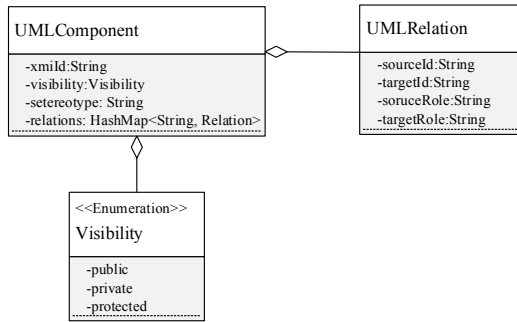 UMLComponent
-xmiId:String
-visibility:Visibility
-setereotype: String
-relations: HashMap<String, Relation>
UMLRelation
-sourceId:String
-targetId:String
-soruceRole:String
-targetRole:String
<<Enumeration>>
Visibility
-public
-private
-protected